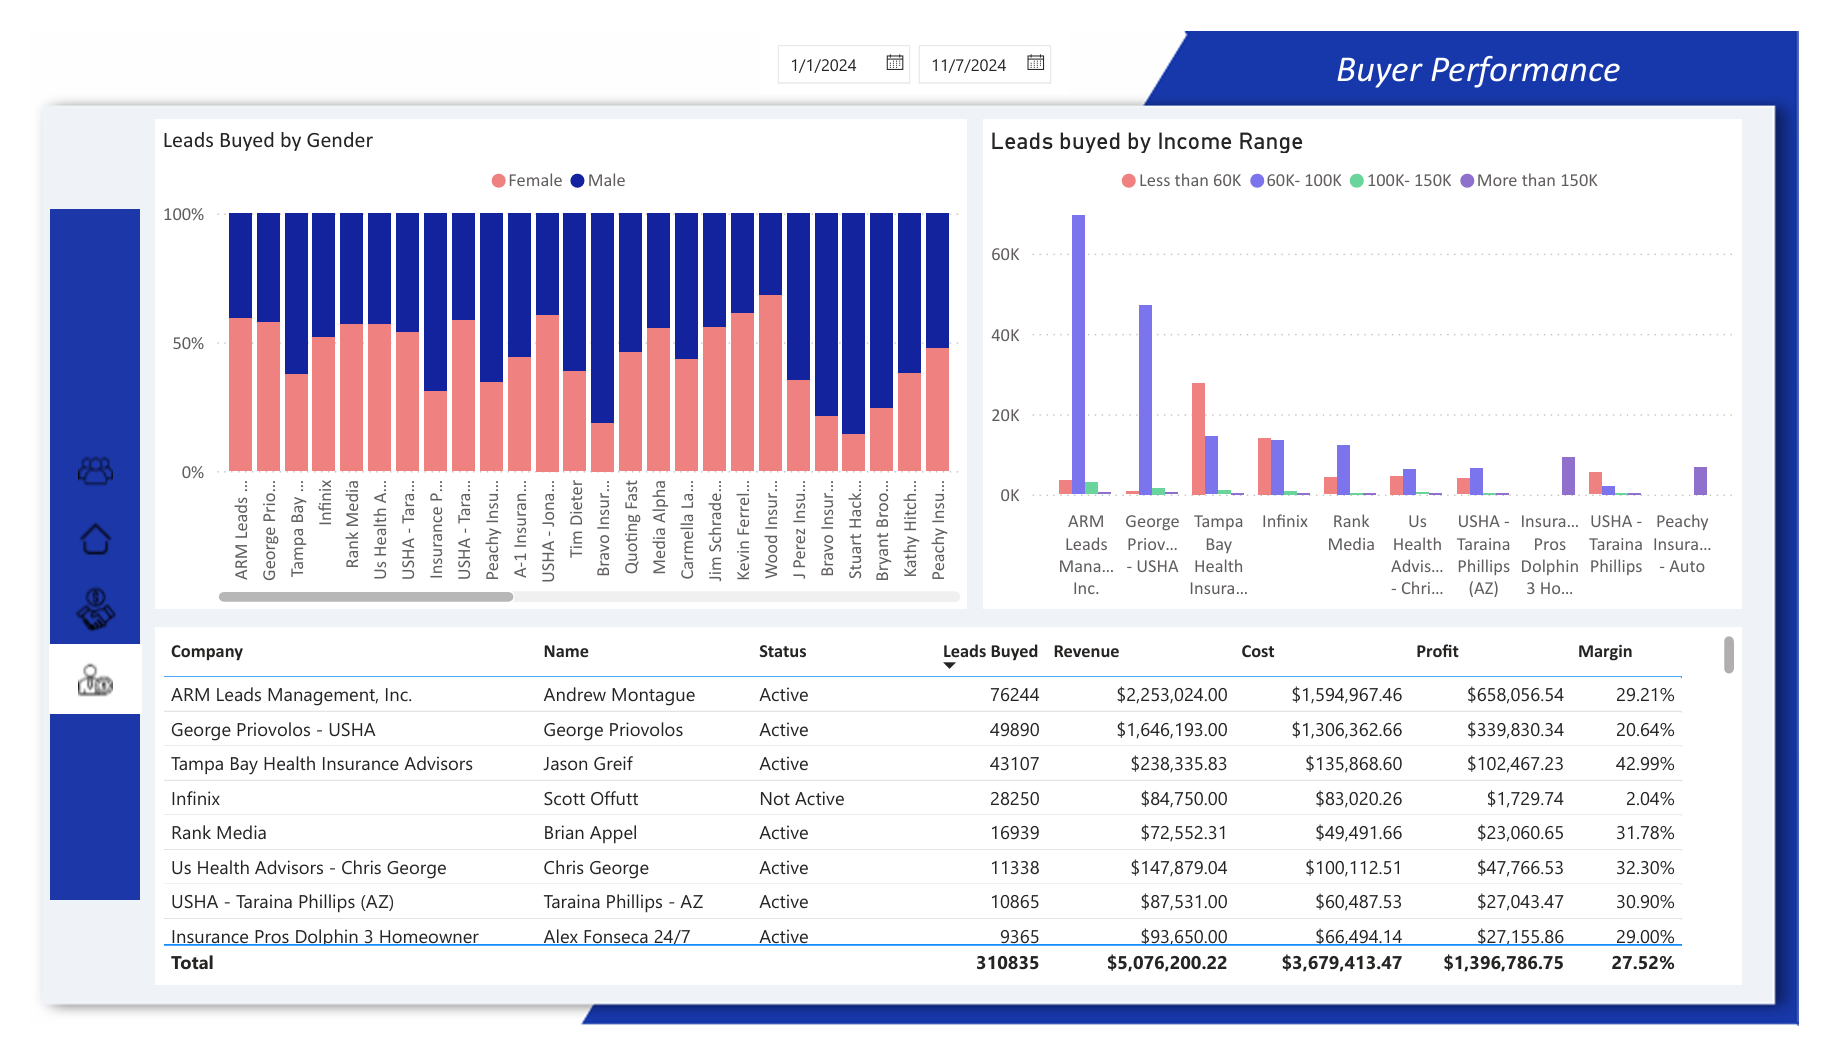 1/1/2024 11/7/2024
Buyer Performance
Leads Buyed by Gender
Female Male
100%
50%
0%
ARM Leads ...
George Prio...
Tampa Bay ...
Infinix
Rank Media
Us Health A...
USHA - Tara...
Insurance P...
USHA - Tara...
Peachy Insu...
A-1 Insuran...
USHA - Jona...
Tim Dieter
Bravo Insur...
Quoting Fast
Media Alpha
Carmella La...
Jim Schrade...
Kevin Ferrel...
Wood Insur...
J Perez Insu...
Bravo Insur...
Stuart Hack...
Bryant Broo...
Kathy Hitch...
Peachy Insu...
Leads buyed by Income Range
Less than 60K 60K- 100K 100K- 150K More than 150K
60K
40K
20K
0K
ARM
Leads
Mana...
Inc.
George
Priov...
- USHA
Tampa
Bay
Health
Insura...
Infinix
Rank
Media
Us
Health
Advis...
- Chri...
USHA -
Taraina
Phillips
(AZ)
Insura...
Pros
Dolphin
3 Ho...
USHA -
Taraina
Phillips
Peachy
Insura...
- Auto
Company Name Status Leads Buyed Revenue Cost Profit Margin
ARM Leads Management, Inc. Andrew Montague Active 76244 $2,253,024.00 $1,594,967.46 $658,056.54 29.21%
George Priovolos - USHA George Priovolos Active 49890 $1,646,193.00 $1,306,362.66 $339,830.34 20.64%
Tampa Bay Health Insurance Advisors Jason Greif Active 43107 $238,335.83 $135,868.60 $102,467.23 42.99%
Infinix Scott Offutt Not Active 28250 $84,750.00 $83,020.26 $1,729.74 2.04%
Rank Media Brian Appel Active 16939 $72,552.31 $49,491.66 $23,060.65 31.78%
Us Health Advisors - Chris George Chris George Active 11338 $147,879.04 $100,112.51 $47,766.53 32.30%
USHA - Taraina Phillips (AZ) Taraina Phillips - AZ Active 10865 $87,531.00 $60,487.53 $27,043.47 30.90%
Insurance Pros Dolphin 3 Homeowner Alex Fonseca 24/7 Active 9365 $93,650.00 $66,494.14 $27,155.86 29.00%
Total 310835 $5,076,200.22 $3,679,413.47 $1,396,786.75 27.52%